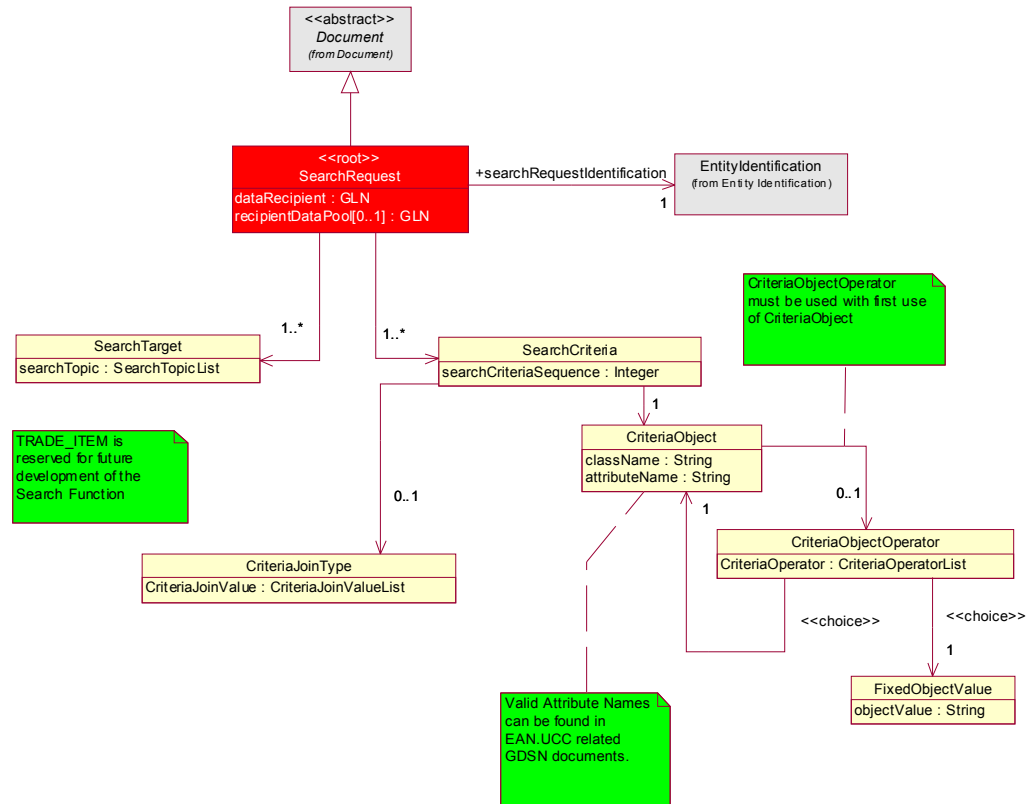 <<abstract>>
Document
(from Document)
<<root>>
SearchRequest
dataRecipient : GLN
recipientDataPool[0..1] : GLN
+searchRequestIdentification
1
EntityIdentification
(from Entity Identification)
CriteriaObjectOperator
must be used with first use
of CriteriaObject
1..*
1..*
SearchTarget
searchTopic : SearchTopicList
SearchCriteria
searchCriteriaSequence : Integer
1
TRADE_ITEM is
reserved for future
development of the
Search Function
CriteriaObject
className : String
attributeName : String
0..1
1
0..1
CriteriaObjectOperator
CriteriaOperator : CriteriaOperatorList
CriteriaJoinType
CriteriaJoinValue : CriteriaJoinValueList
<<choice>>
<<choice>>
1
FixedObjectValue
objectValue : String
Valid Attribute Names
can be found in
EAN.UCC related
GDSN documents.